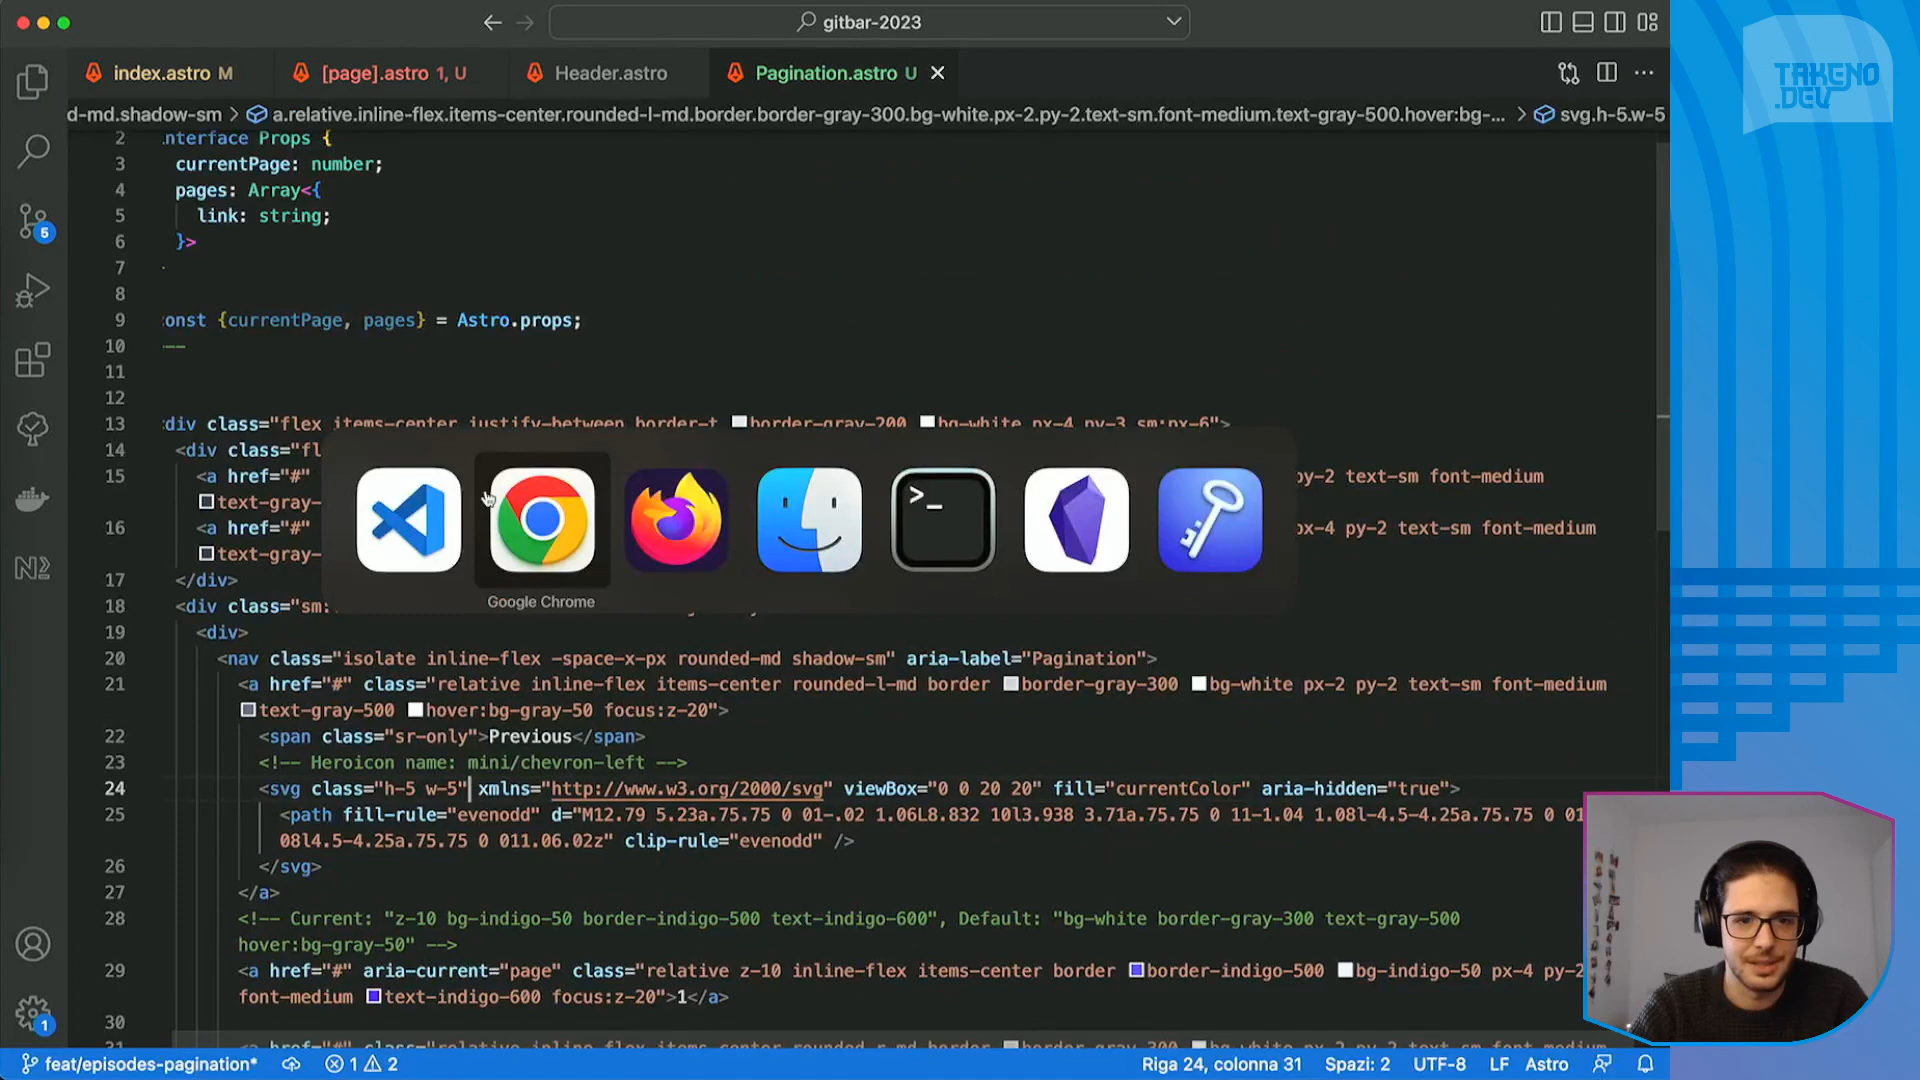 gitbar-2023
index.astro M
[page].astro 1, U
Header.astro
Pagination.astro U
d-md.shadow-sm > a.relative.inline-flex.items-center.rounded-l-md.border.border-gray-300.bg-white.px-2.py-2.text-sm.font-medium.text-gray-500.hover:bg-... > svg.h-5.w-5
TAKENO
.DEV
2 nterface Props {
3 currentPage: number;
4 pages: Array<{
5 link: string;
6 }>
7
8
9 onst {currentPage, pages} = Astro.props;
10 --
11
12
13 div class="flex items-center justify-between border-t border-gray-200 bg-white px-4 py-3 sm:px-6">
14 <div class="fl
15 <a href="#" py-2 text-sm font-medium
text-gray-
16 <a href="#" px-4 py-2 text-sm font-medium
text-gray-
17 </div>
18 <div class="sm:
Google Chrome
19 <div>
20 <nav class="isolate inline-flex -space-x-px rounded-md shadow-sm" aria-label="Pagination">
21 <a href="#" class="relative inline-flex items-center rounded-l-md border border-gray-300 bg-white px-2 py-2 text-sm font-medium
text-gray-500 hover:bg-gray-50 focus:z-20">
22 <span class="sr-only">Previous</span>
23 <!-- Heroicon name: mini/chevron-left -->
24 <svg class="h-5 w-5" xmlns="http://www.w3.org/2000/svg" viewBox="0 0 20 20" fill="currentColor" aria-hidden="true">
25 <path fill-rule="evenodd" d="M12.79 5.23a.75.75 0 01-.02 1.06L8.832 10l3.938 3.71a.75.75 0 11-1.04 1.08l-4.5-4.25a.75.75 0 01
08l4.5-4.25a.75.75 0 011.06.02z" clip-rule="evenodd" />
26 </svg>
27 </a>
28 <!-- Current: "z-10 bg-indigo-50 border-indigo-500 text-indigo-600", Default: "bg-white border-gray-300 text-gray-500
hover:bg-gray-50" -->
29 <a href="#" aria-current="page" class="relative z-10 inline-flex items-center border border-indigo-500 bg-indigo-50 px-4 py-2
font-medium text-indigo-600 focus:z-20">1</a>
30
5
1
feat/episodes-pagination* 1 2 Riga 24, colonna 31 Spazi: 2 UTF-8 LF Astro